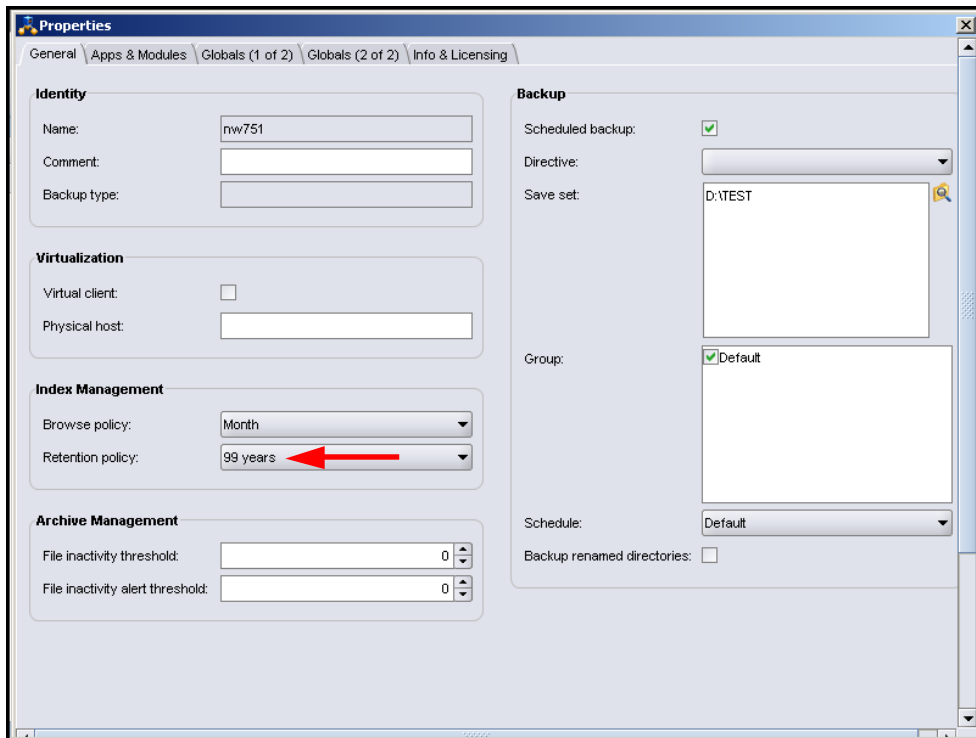 Properties
General
Apps & Modules
Globals (1 of 2)
Globals (2 of 2)
Info & Licensing
Identity
Name:
nw751
Comment:
Backup type:
Virtualization
Virtual client:
Physical host:
Index Management
Browse policy:
Month
Retention policy:
99 years
Archive Management
File inactivity threshold:
0
File inactivity alert threshold:
0
Backup
Scheduled backup:
Directive:
Save set:
D:\TEST
Group:
Default
Schedule:
Default
Backup renamed directories: